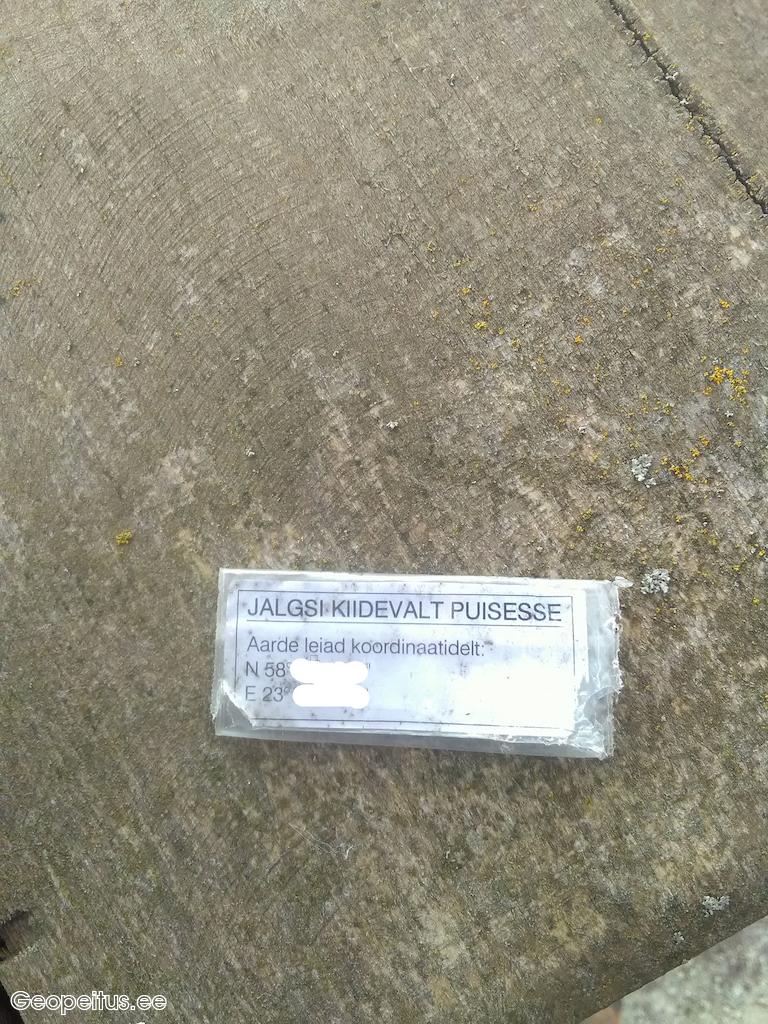 JALGSI KIIDEVALT PUISESSE
Aarde leiad koordinaatidelt:
N 58°
E 23°
Geopeitus.ee